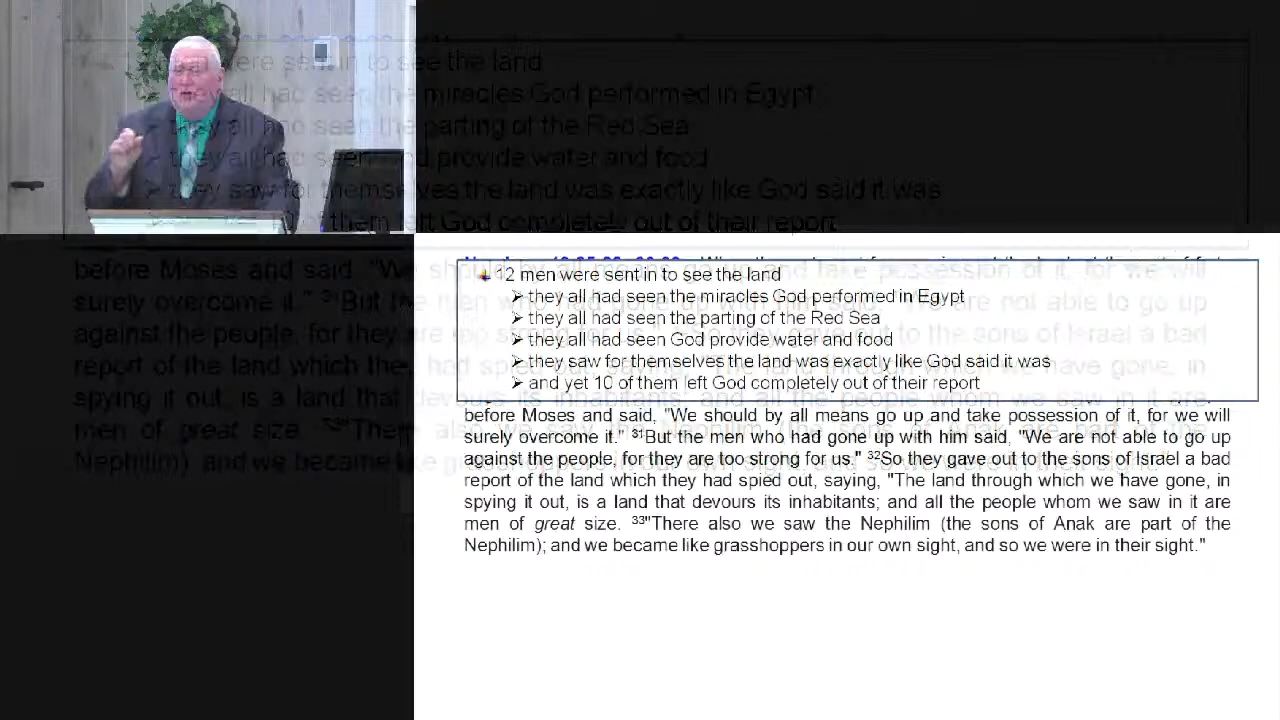 12 men were sent in to see the land
➢ they all had seen the miracles God performed in Egypt
➢ they all had seen the parting of the Red Sea
➢ they all had seen God provide water and food
➢ they saw for themselves the land was exactly like God said it was
➢ and yet 10 of them left God completely out of their report
before Moses and said, "We should by all means go up and take possession of it, for we will
surely overcome it." ³¹But the men who had gone up with him said, "We are not able to go up
against the people, for they are too strong for us." ³²So they gave out to the sons of Israel a bad
report of the land which they had spied out, saying, "The land through which we have gone, in
spying it out, is a land that devours its inhabitants; and all the people whom we saw in it are
men of great size. ³³"There also we saw the Nephilim (the sons of Anak are part of the
Nephilim); and we became like grasshoppers in our own sight, and so we were in their sight."